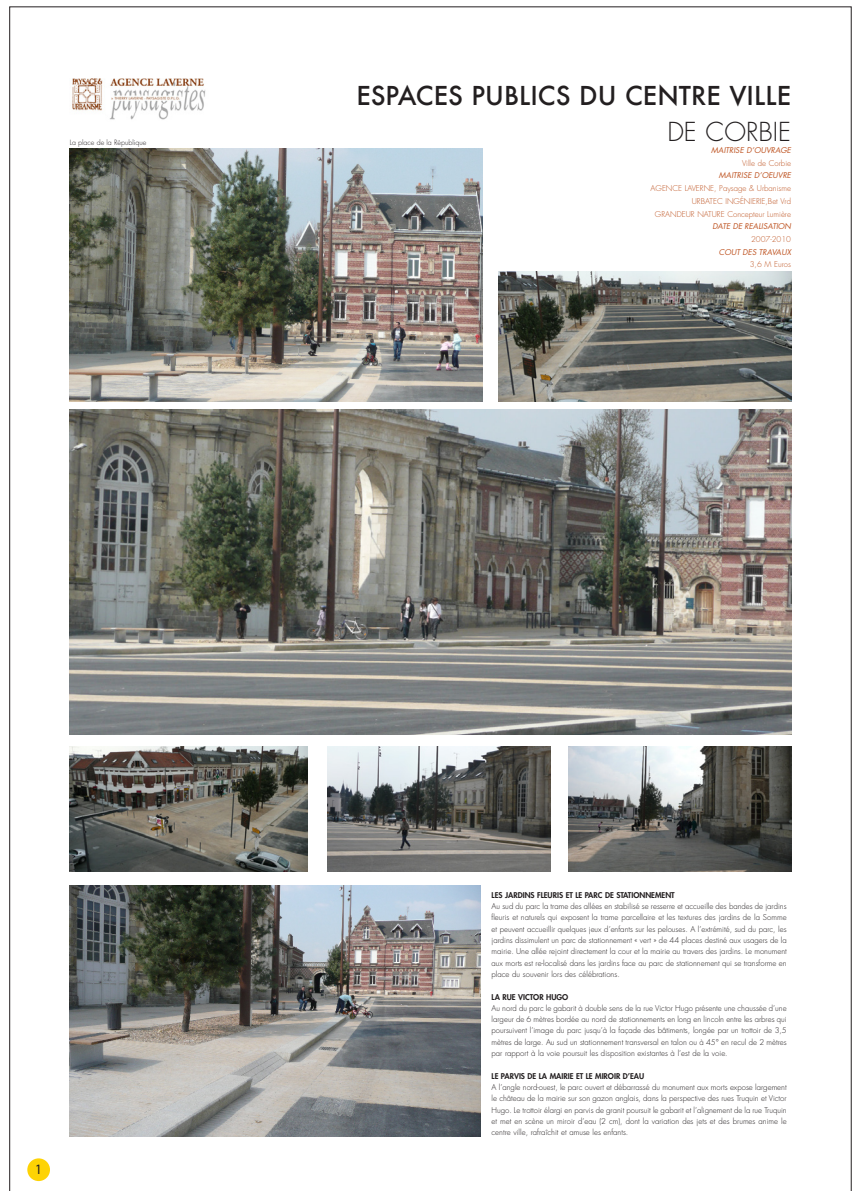 PAYSAGE&
URBANISME
AGENCE LAVERNE
paysagistes
ESPACES PUBLICS DU CENTRE VILLE
DE CORBIE
La place de la République
MAITRISE D'OUVRAGE
Ville de Corbie
MAITRISE D'OEUVRE
AGENCE LAVERNE, Paysage & Urbanisme
URBATEC INGÉNIERIE,Bet Vrd
GRANDEUR NATURE Concepteur Lumière
DATE DE REALISATION
2007-2010
COUT DES TRAVAUX
3,6 M Euros
LES JARDINS FLEURIS ET LE PARC DE STATIONNEMENT
Au sud du parc la trame des allées en stabilisé se resserre et accueille des bandes de jardins
fleuris et naturels qui exposent la trame parcellaire et les textures des jardins de la Somme
et peuvent accueillir quelques jeux d'enfants sur les pelouses. A l'extrémité, sud du parc, les
jardins dissimulent un parc de stationnement « vert » de 44 places destiné aux usagers de la
mairie. Une allée rejoint directement la cour et la mairie au travers des jardins. Le monument
aux morts est re-localisé dans les jardins face au parc de stationnement qui se transforme en
place du souvenir lors des célébrations.
LA RUE VICTOR HUGO
Au nord du parc le gabarit à double sens de la rue Victor Hugo présente une chaussée d'une
largeur de 6 mètres bordée au nord de stationnements en long en lincoln entre les arbres qui
poursuivent l'image du parc jusqu'à la façade des bâtiments, longée par un trottoir de 3,5
mètres de large. Au sud un stationnement transversal en talon ou à 45° en recul de 2 mètres
par rapport à la voie poursuit les disposition existantes à l'est de la voie.
LE PARVIS DE LA MAIRIE ET LE MIROIR D'EAU
A l'angle nord-ouest, le parc ouvert et débarrassé du monument aux morts expose largement
le château de la mairie sur son gazon anglais, dans la perspective des rues Truquin et Victor
Hugo. Le trottoir élargi en parvis de granit poursuit le gabarit et l'alignement de la rue Truquin
et met en scène un miroir d'eau (2 cm), dont la variation des jets et des brumes anime le
centre ville, rafraîchit et amuse les enfants.
1